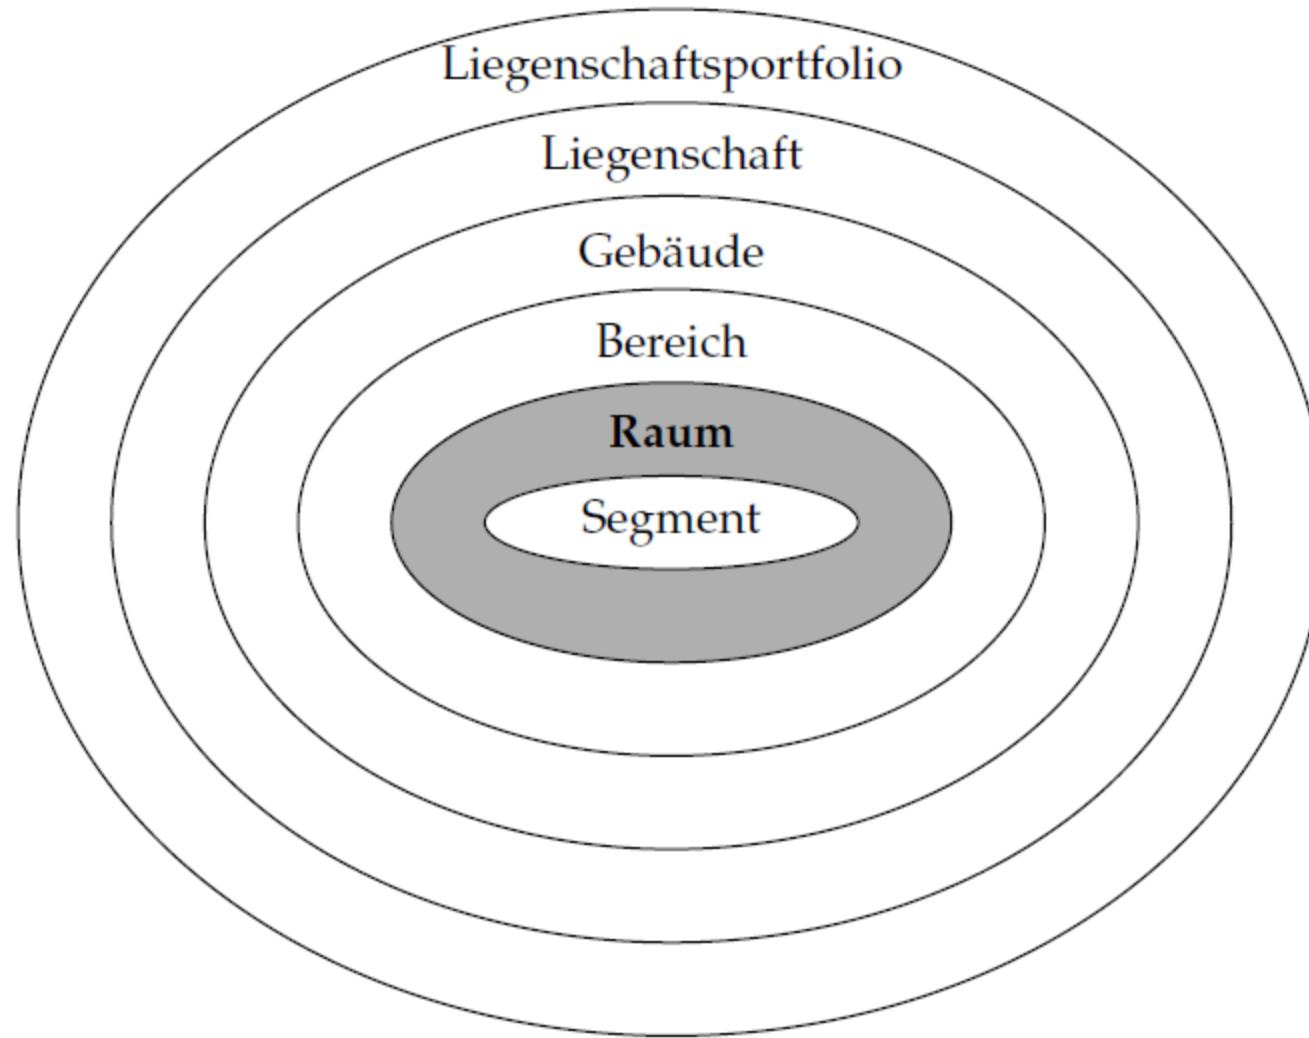 Liegenschaftsportfolio
Liegenschaft
Gebäude
Bereich
Raum
Segment